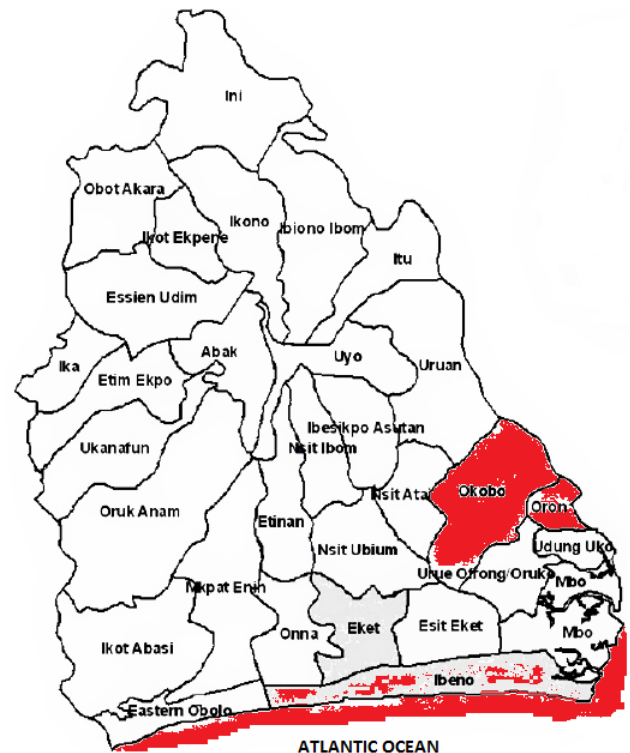 Ini
Obot Akara
Ikono
Ibiono Ibom
Ikot Ekpene
Itu
Essien Udim
Abak
Uyo
Uruan
Ika
Etim Ekpo
Ibesikpo Asutan
Ukanafun
Nsit Ibom
Okobo
Nsit Atai
Oruk Anam
Oron
Etinan
Udung Uko
Nsit Ubium
Urue Offong/Oruko
Mbo
Mkpat Enin
Eket
Esit Eket
Onna
Mbo
Ikot Abasi
Ibeno
Eastern Obolo
ATLANTIC OCEAN